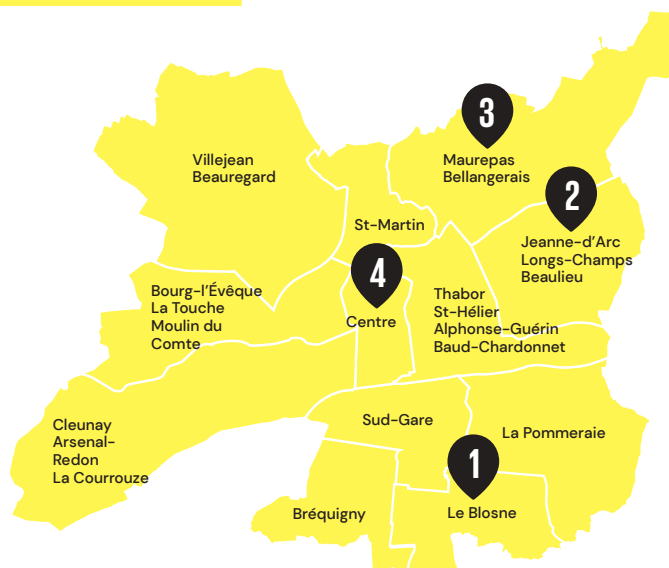 3
Villejean
Beauregard
Maurepas
Bellangerais
2
St-Martin
Jeanne-d'Arc
Longs-Champs
Beaulieu
4
Bourg-l'Évêque
La Touche
Moulin du
Comte
Centre
Thabor
St-Hélier
Alphonse-Guérin
Baud-Chardonnet
Cleunay
Arsenal-
Redon
La Courrouze
Sud-Gare
La Pommeraie
1
Bréquigny
Le Blosne